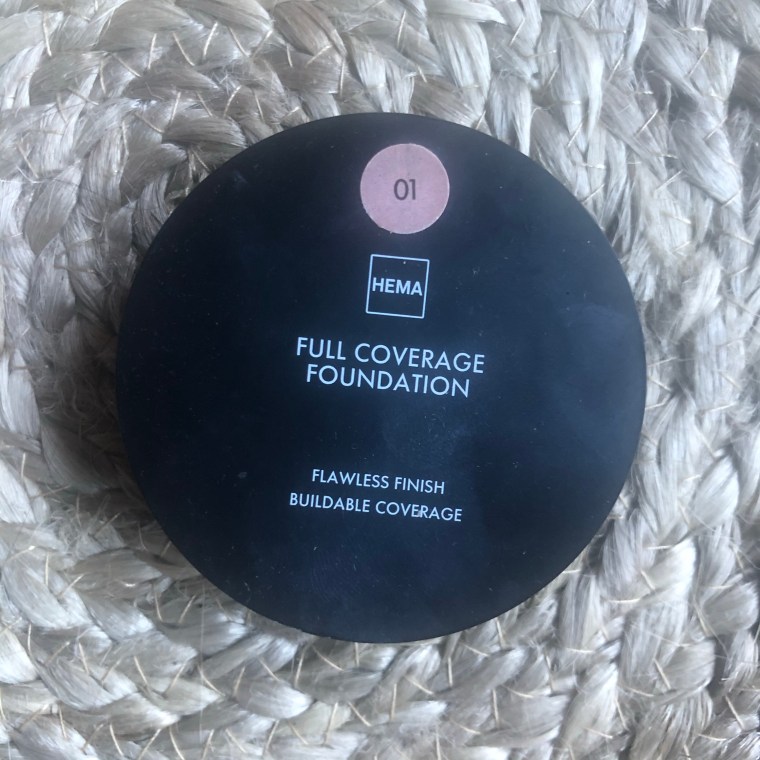 01
HEMA
FULL COVERAGE
FOUNDATION
FLAWLESS FINISH
BUILDABLE COVERAGE